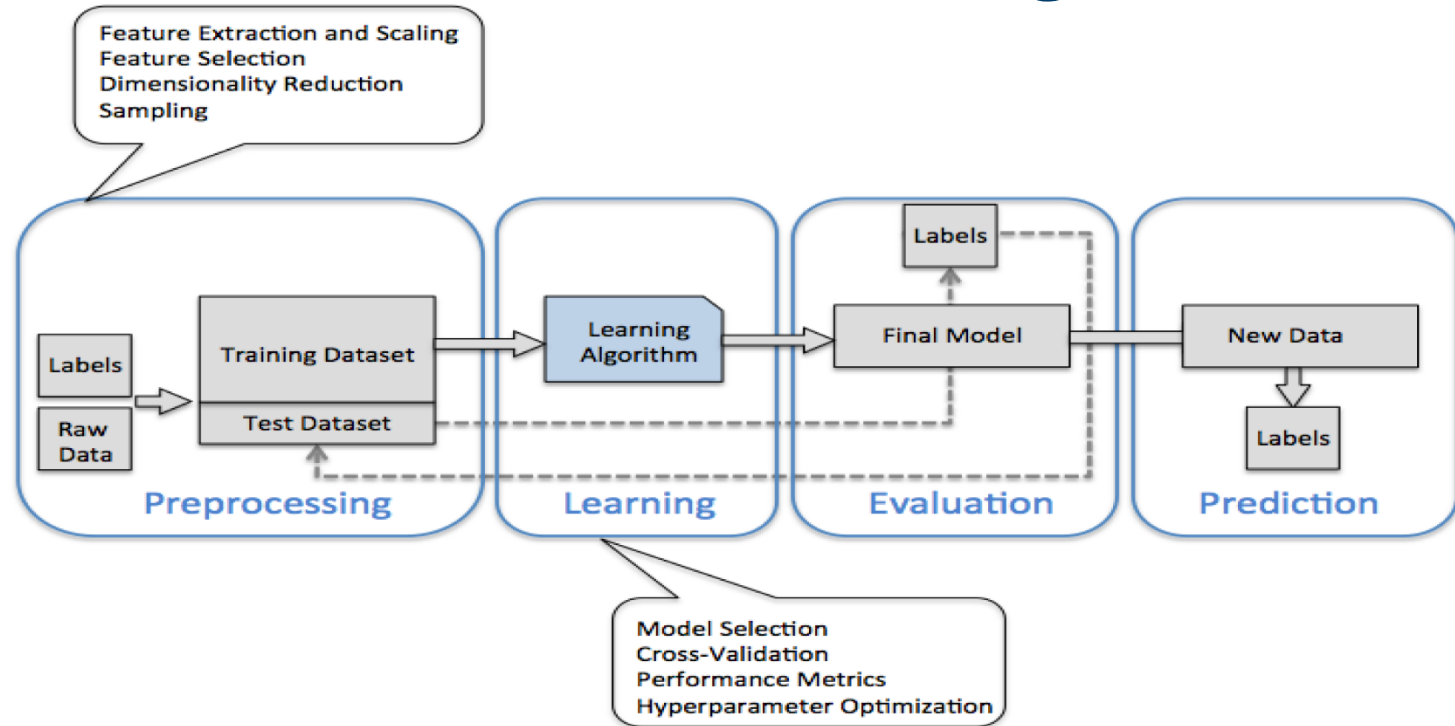 Feature Extraction and Scaling
Feature Selection
Dimensionality Reduction
Sampling
Labels
Raw
Data
Training Dataset
Test Dataset
Preprocessing
Learning
Algorithm
Learning
Labels
Final Model
Evaluation
New Data
Labels
Prediction
Model Selection
Cross-Validation
Performance Metrics
Hyperparameter Optimization